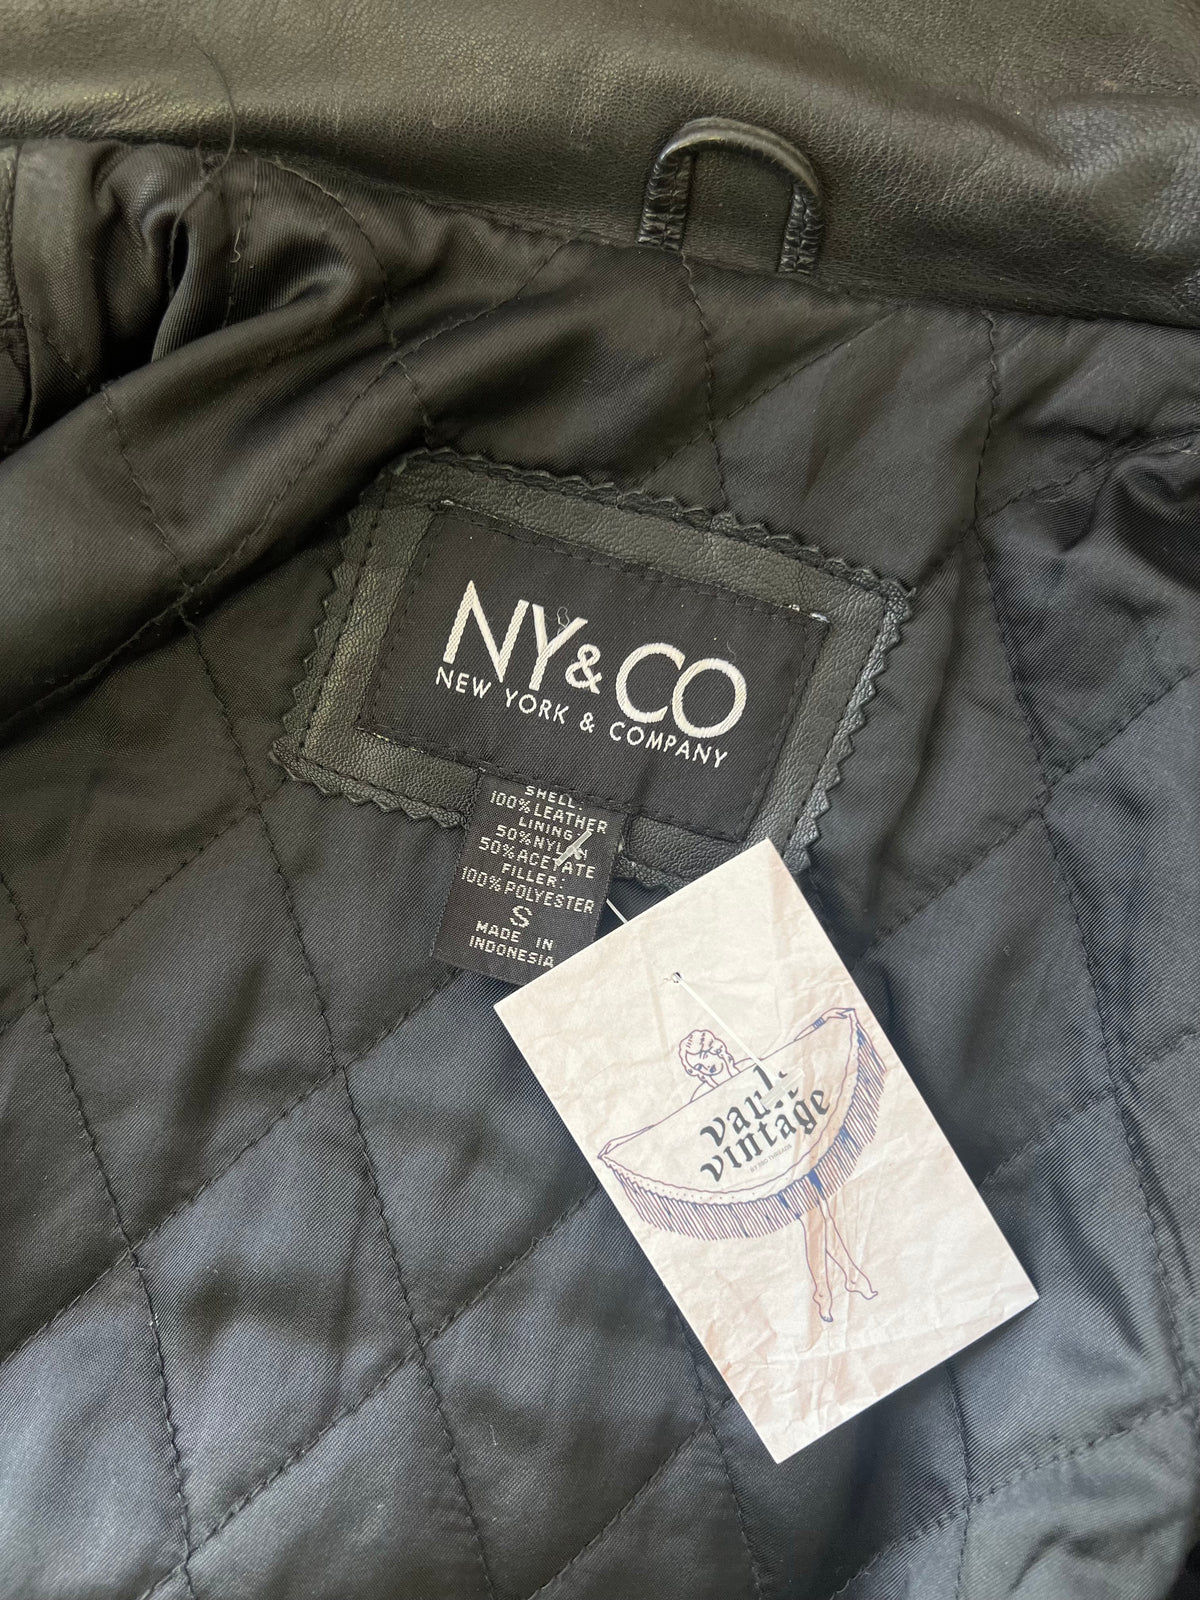 NY&CO
NEW YORK & COMPANY
SHELL:
100% LEATHER
LINING:
50% NYLON
50% ACETATE
FILLER:
100% POLYESTER
S
MADE IN
INDONESIA
vintage